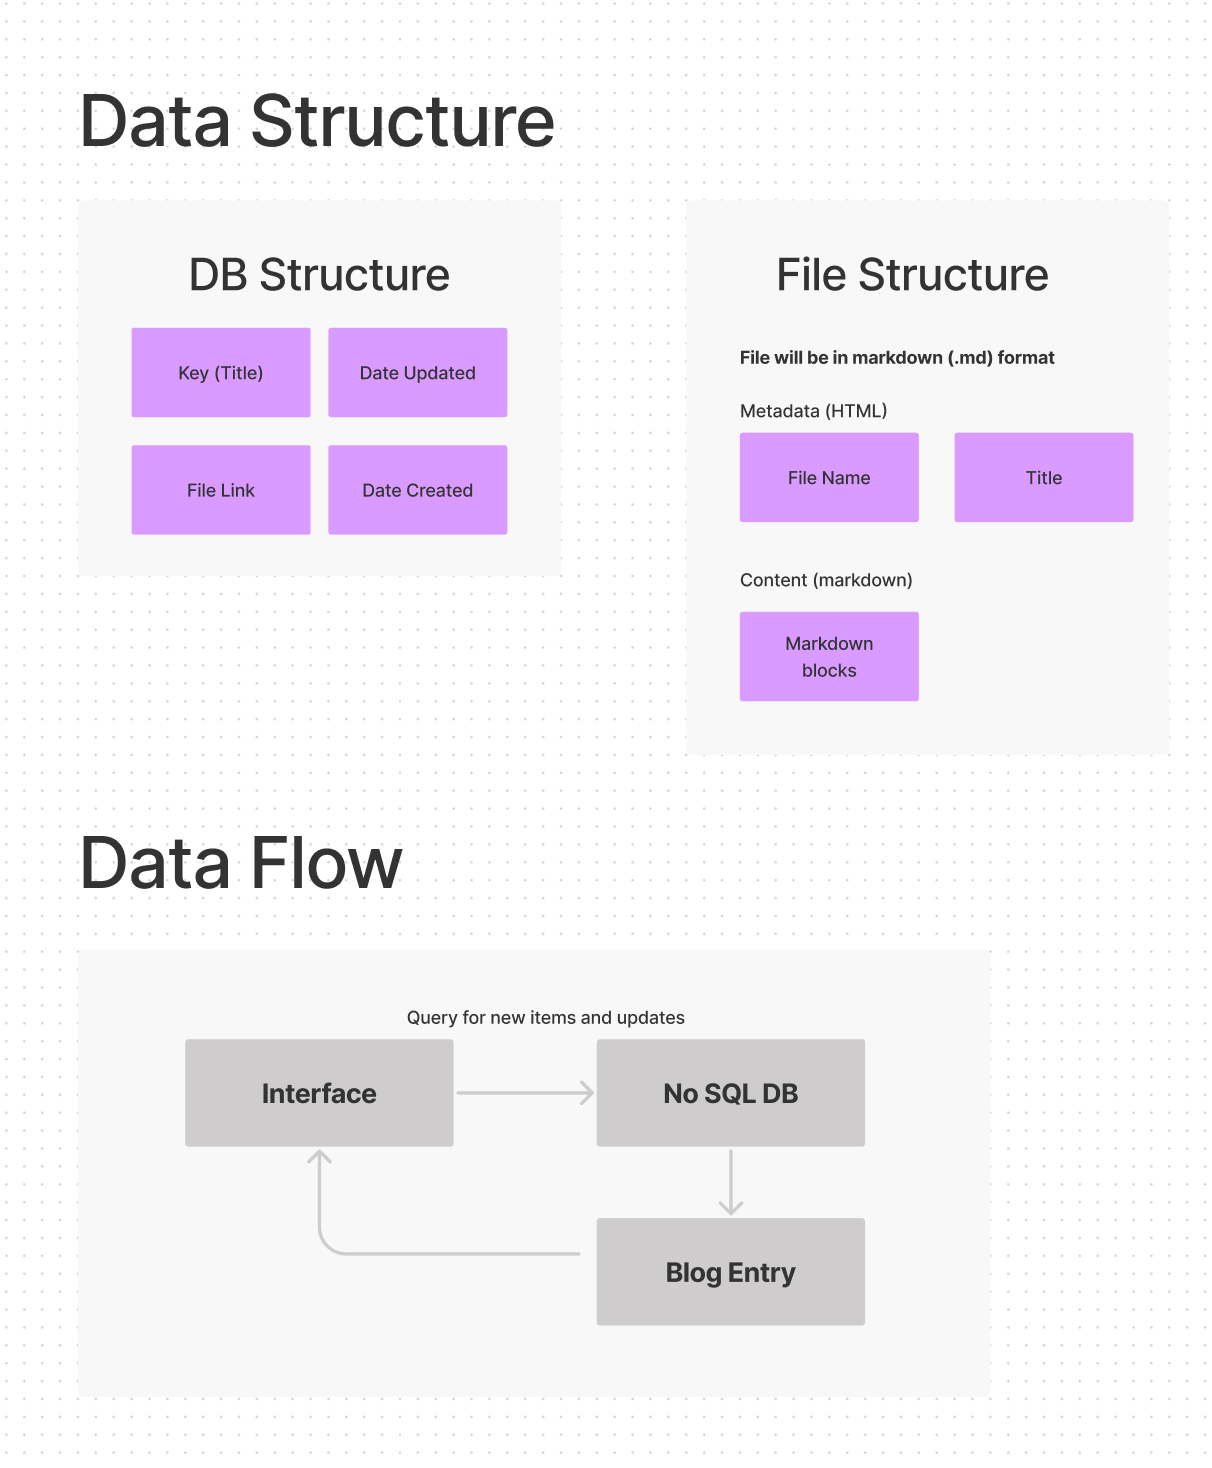 Data Structure
DB Structure
Key (Title)
Date Updated
File Link
Date Created
File Structure
File will be in markdown (.md) format
Metadata (HTML)
File Name
Title
Content (markdown)
Markdown
blocks
Data Flow
Query for new items and updates
Interface
No SQL DB
Blog Entry